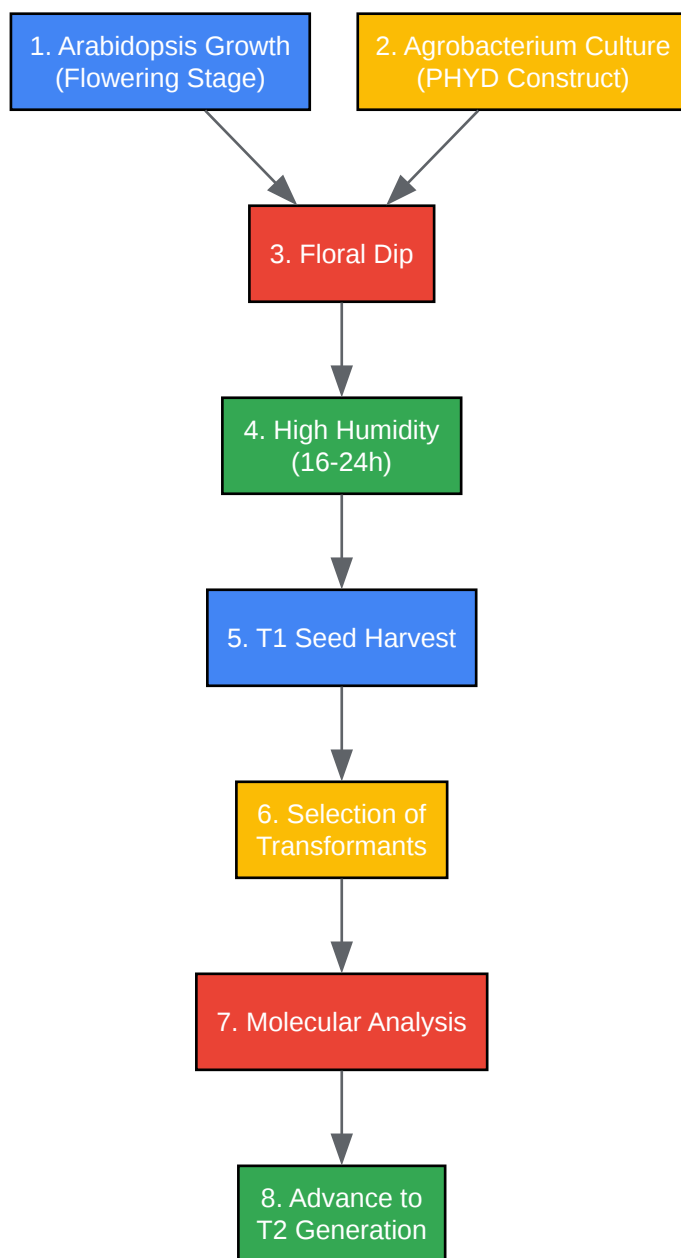 1. Arabidopsis Growth
(Flowering Stage)
2. Agrobacterium Culture
(PHYD Construct)
3. Floral Dip
4. High Humidity
(16-24h)
5. T1 Seed Harvest
6. Selection of
Transformants
7. Molecular Analysis
8. Advance to
T2 Generation